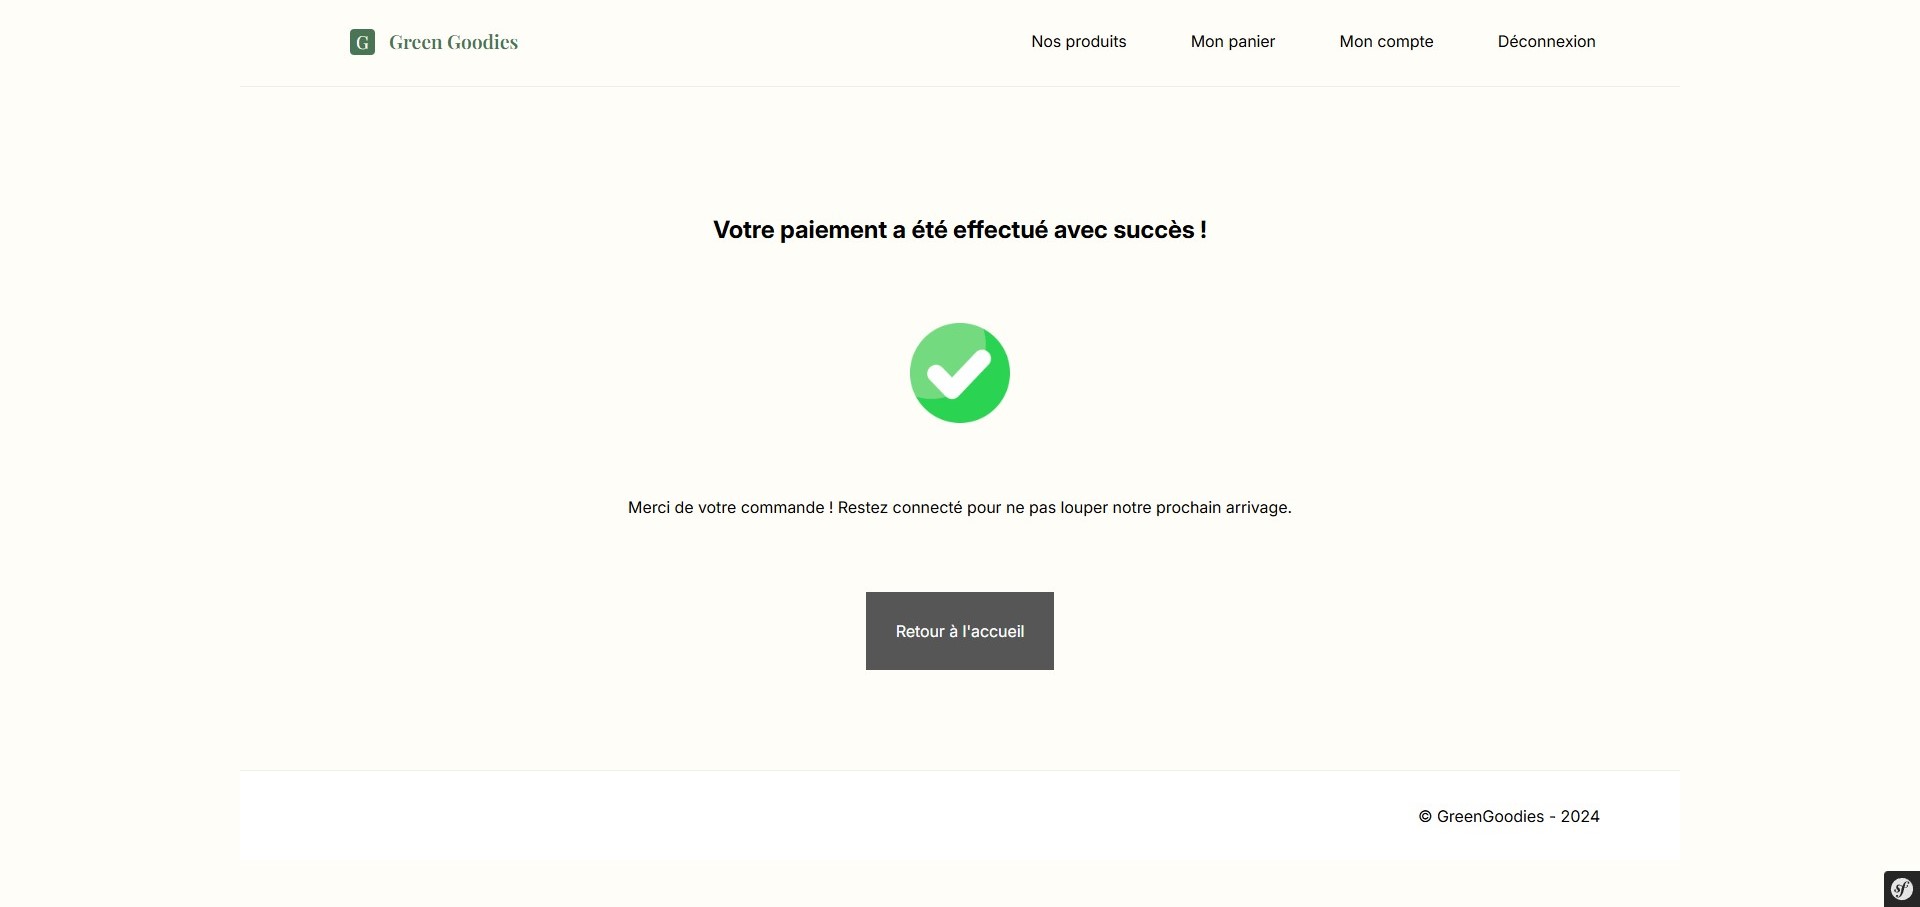 G Green Goodies
Nos produits Mon panier Mon compte Déconnexion
Votre paiement a été effectué avec succès !
Merci de votre commande ! Restez connecté pour ne pas louper notre prochain arrivage.
Retour à l'accueil
© GreenGoodies - 2024
sf